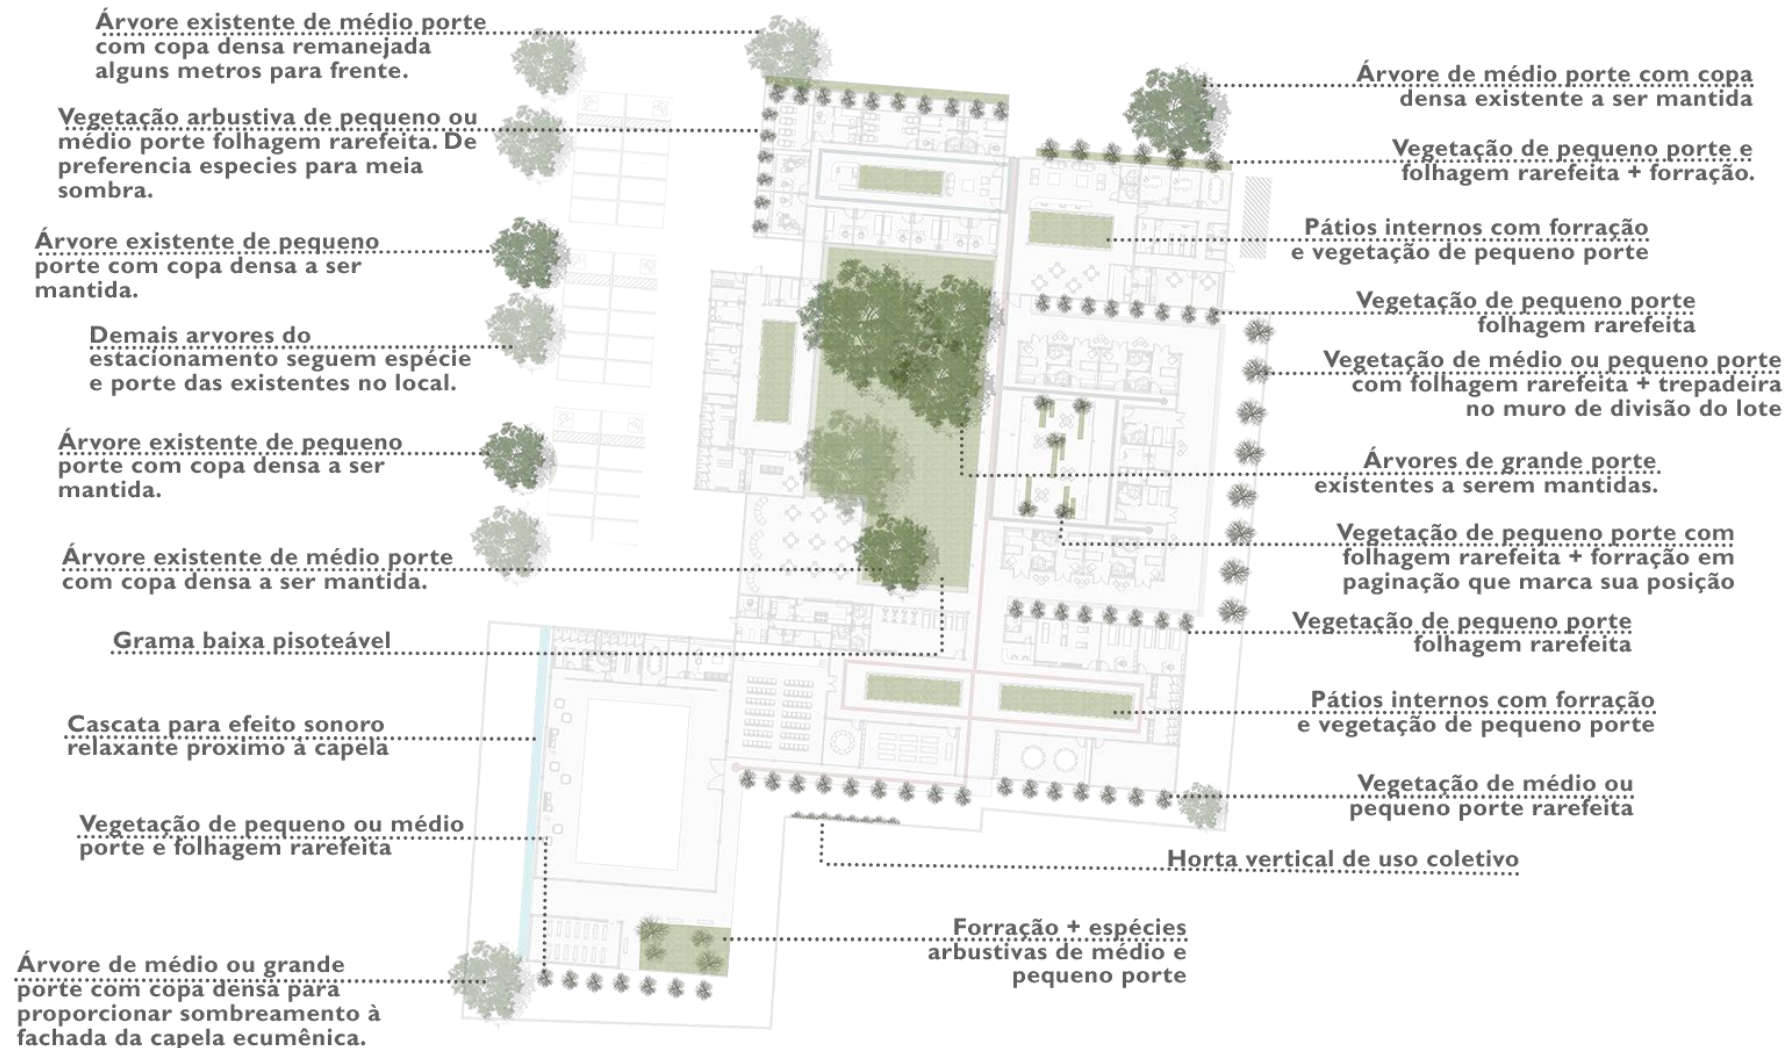 Árvore existente de médio porte
com copa densa remanejada
alguns metros para frente.
Vegetação arbustiva de pequeno ou
médio porte folhagem rarefeita. De
preferencia especies para meia
sombra.
Árvore existente de pequeno
porte com copa densa a ser
mantida.
Demais arvores do
estacionamento seguem espécie
e porte das existentes no local.
Árvore existente de pequeno
porte com copa densa a ser
mantida.
Árvore existente de médio porte
com copa densa a ser mantida.
Grama baixa pisoteável
Cascata para efeito sonoro
relaxante proximo à capela
Vegetação de pequeno ou médio
porte e folhagem rarefeita
Árvore de médio ou grande
porte com copa densa para
proporcionar sombreamento à
fachada da capela ecumênica.
Árvore de médio porte com copa
densa existente a ser mantida
Vegetação de pequeno porte e
folhagem rarefeita + forração.
Pátios internos com forração
e vegetação de pequeno porte
Vegetação de pequeno porte
folhagem rarefeita
Vegetação de médio ou pequeno porte
com folhagem rarefeita + trepadeira
no muro de divisão do lote
Árvores de grande porte
existentes a serem mantidas.
Vegetação de pequeno porte com
folhagem rarefeita + forração em
paginação que marca sua posição
Vegetação de pequeno porte
folhagem rarefeita
Pátios internos com forração
e vegetação de pequeno porte
Vegetação de médio ou
pequeno porte rarefeita
Horta vertical de uso coletivo
Forração + espécies
arbustivas de médio e
pequeno porte